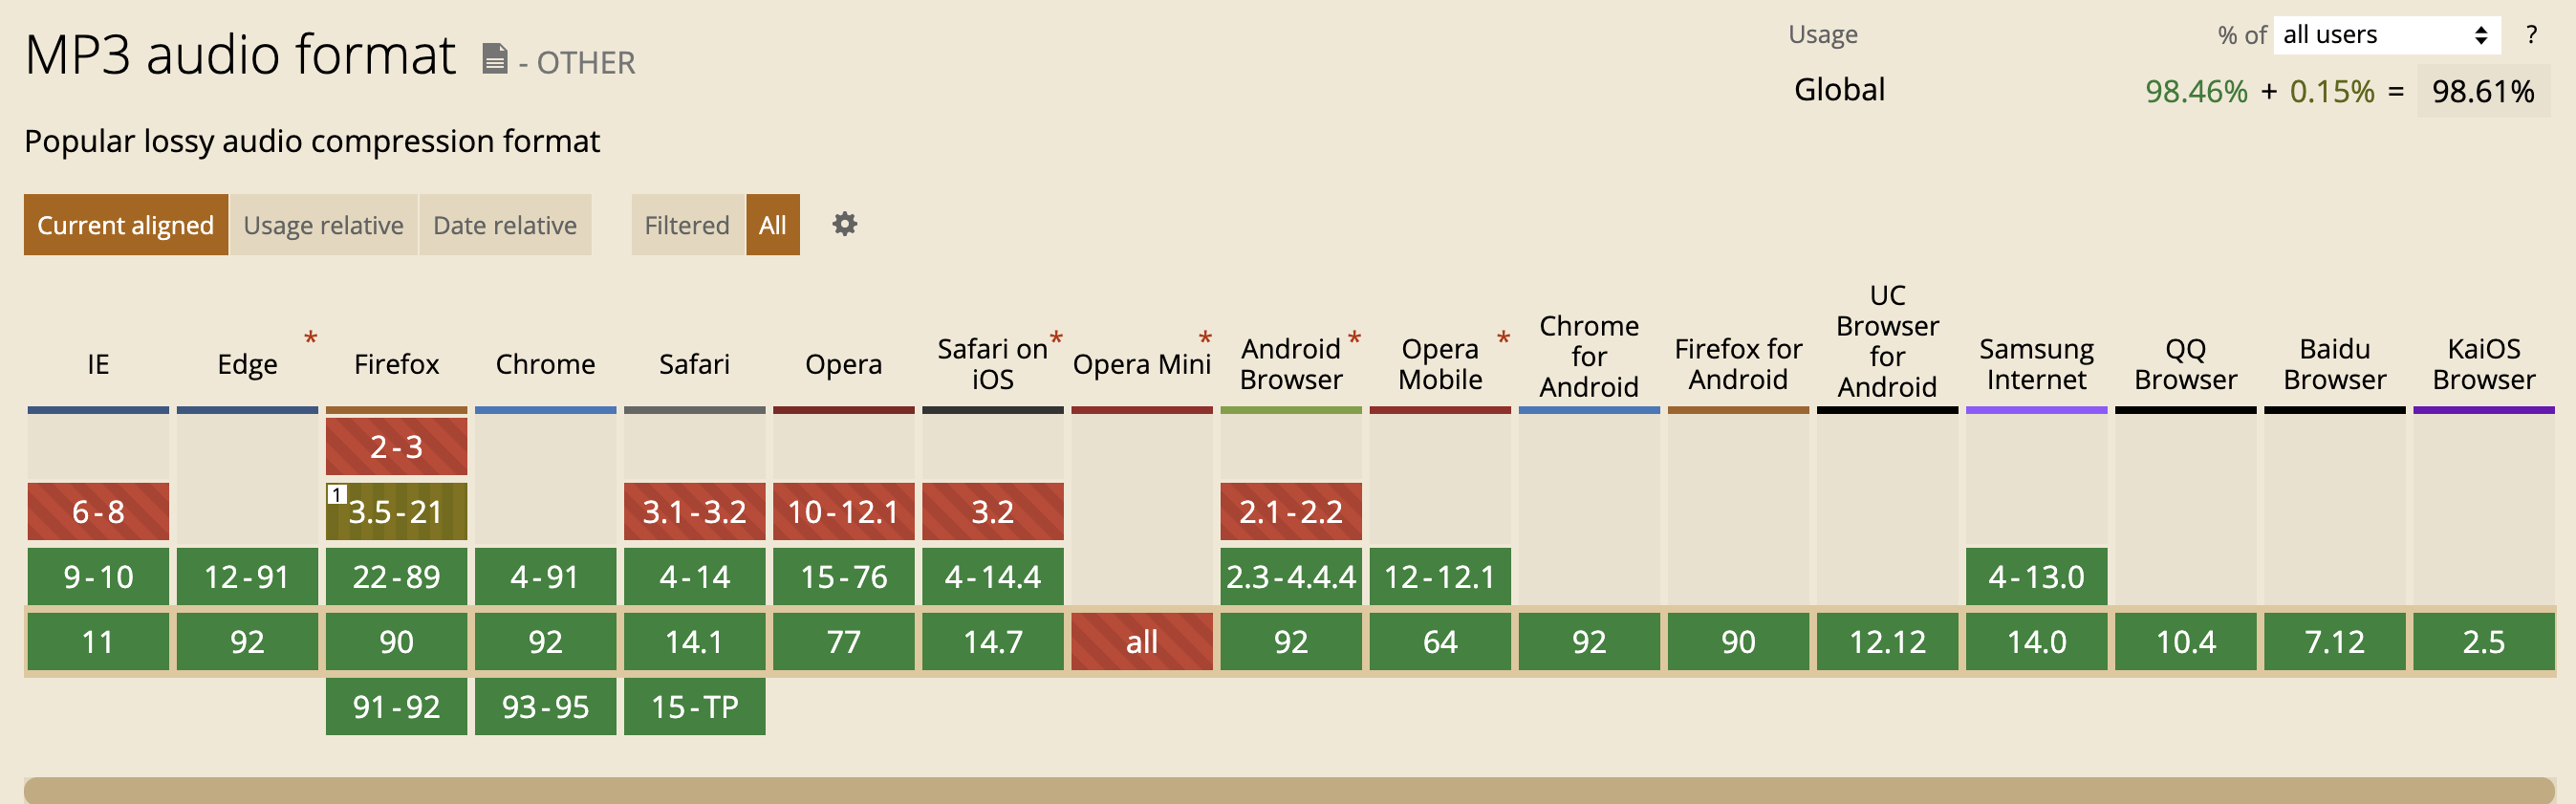 MP3 audio format - OTHER
Usage % of all users ?
Global 98.46% + 0.15% = 98.61%
Popular lossy audio compression format
Current aligned Usage relative Date relative Filtered All
IE Edge * Firefox Chrome Safari Opera Safari on iOS * Opera Mini * Android Browser * Opera Mobile * Chrome for Android Firefox for Android UC Browser for Android Samsung Internet QQ Browser Baidu Browser KaiOS Browser
2-3
6-8 1 3.5-21 3.1-3.2 10-12.1 3.2 2.1-2.2
9-10 12-91 22-89 4-91 4-14 15-76 4-14.4 2.3-4.4.4 12-12.1 4-13.0
11 92 90 92 14.1 77 14.7 all 92 64 92 90 12.12 14.0 10.4 7.12 2.5
91-92 93-95 15-TP